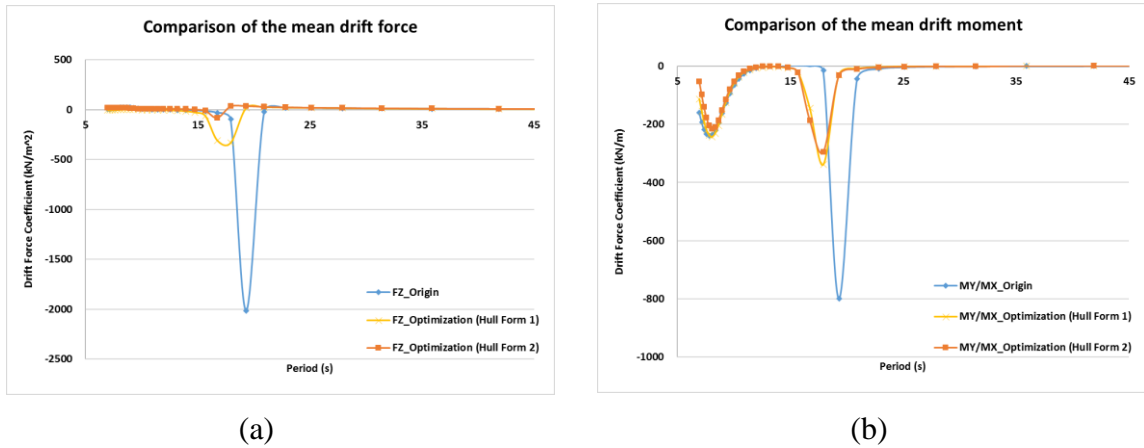 Comparison of the mean drift force
500
0
-500
-1000
-1500
-2000
-2500
5
15
25
35
45
Drift Force Coefficient (kN/m^2)
Period (s)
FZ_Origin
FZ_Optimization (Hull Form 1)
FZ_Optimization (Hull Form 2)
(a)
Comparison of the mean drift moment
0
-200
-400
-600
-800
-1000
5
15
25
35
45
Drift Force Coefficient (kN/m)
Period (s)
MY/MX_Origin
MY/MX_Optimization (Hull Form 1)
MY/MX_Optimization (Hull Form 2)
(b)